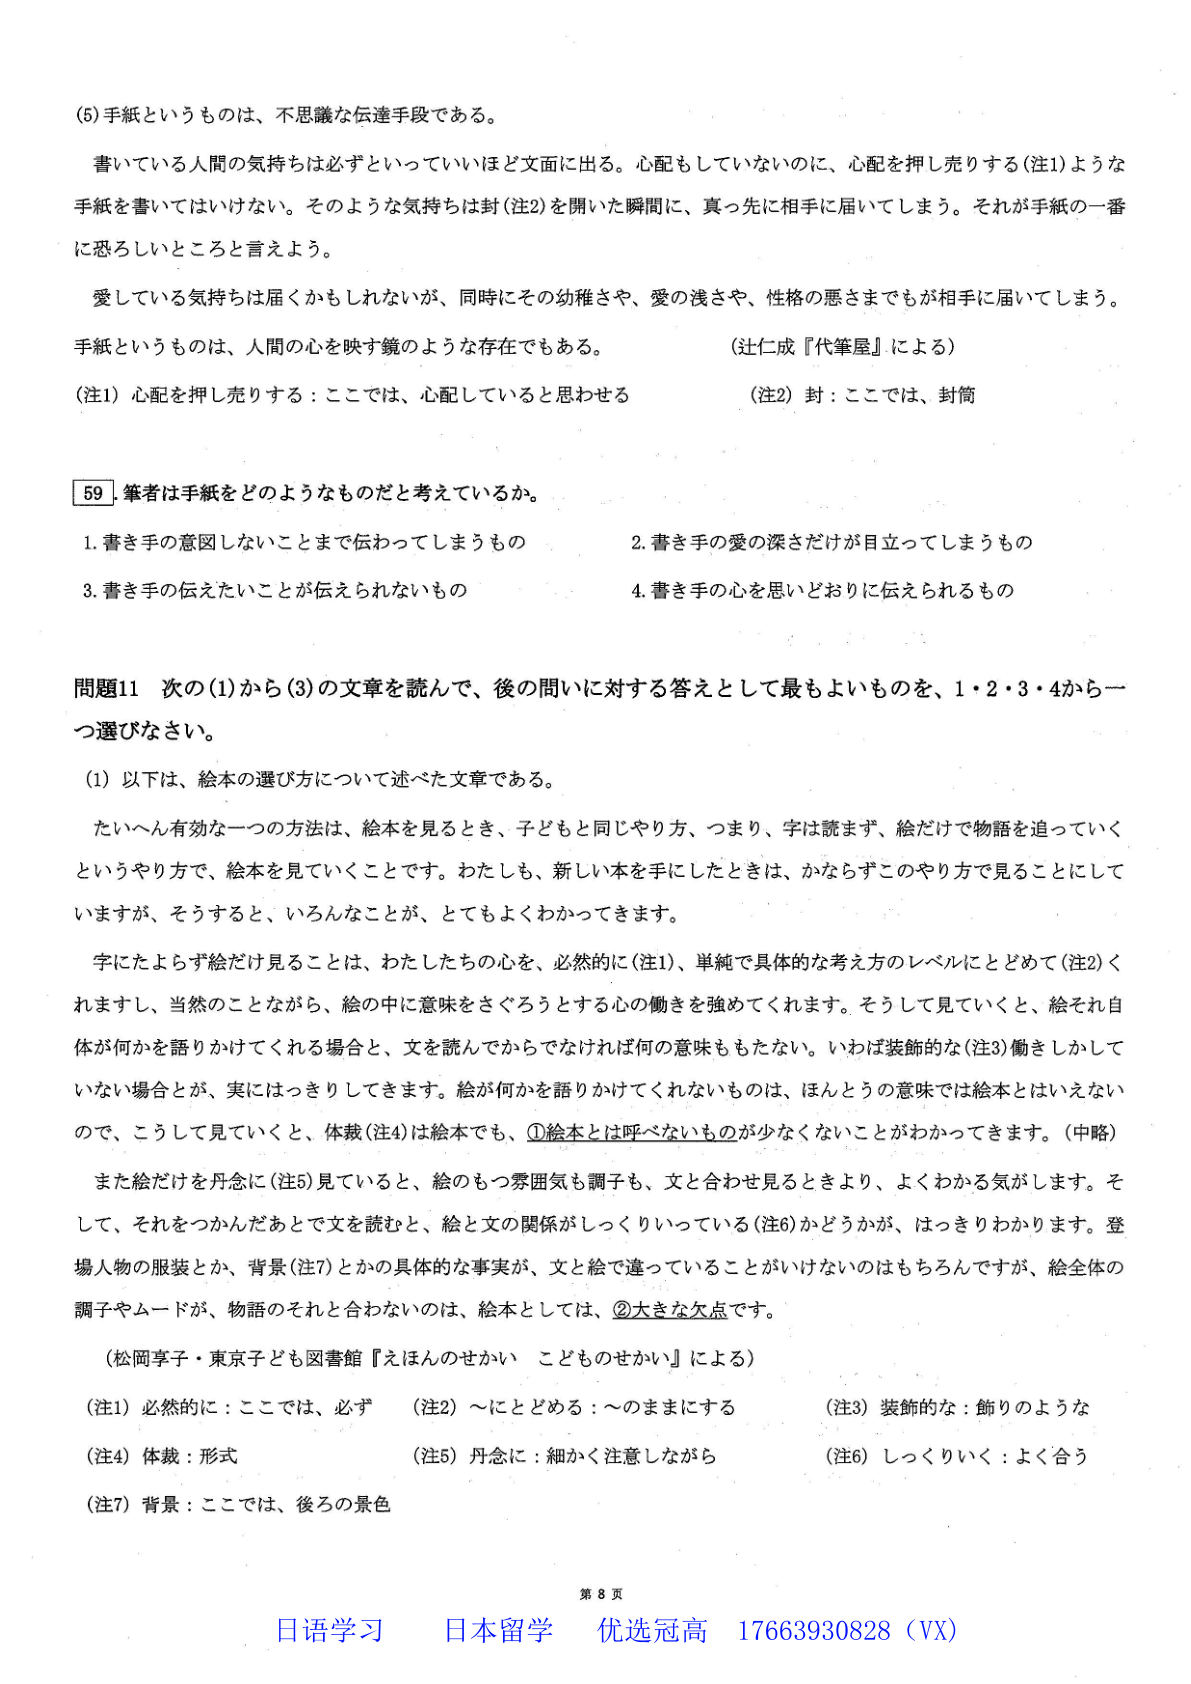 (5)手紙というものは、不思議な伝達手段である。
書いている人間の気持ちは必ずといっていいほど文面に出る。心配もしていないのに、心配を押し売りする(注1)ような
手紙を書いてはいけない。そのような気持ちは封(注2)を開いた瞬間に、真っ先に相手に届いてしまう。それが手紙の一番
に恐ろしいところと言えよう。
愛している気持ちは届くかもしれないが、同時にその幼稚さや、愛の浅さや、性格の悪さまでもが相手に届いてしまう。
手紙というものは、人間の心を映す鏡のような存在でもある。 (辻仁成『代筆屋』による)
(注1) 心配を押し売りする：ここでは、心配していると思わせる (注2) 封：ここでは、封筒
59.筆者は手紙をどのようなものだと考えているか。
1.書き手の意図しないことまで伝わってしまうもの 2.書き手の愛の深さだけが目立ってしまうもの
3.書き手の伝えたいことが伝えられないもの 4.書き手の心を思いどおりに伝えられるもの
問題11 次の(1)から(3)の文章を読んで、後の問いに対する答えとして最もよいものを、1・2・3・4から一
つ選びなさい。
(1) 以下は、絵本の選び方について述べた文章である。
たいへん有効な一つの方法は、絵本を見るとき、子どもと同じやり方、つまり、字は読まず、絵だけで物語を追っていく
というやり方で、絵本を見ていくことです。わたしも、新しい本を手にしたときは、かならずこのやり方で見ることにして
いますが、そうすると、いろんなことが、とてもよくわかってきます。
字にたよらず絵だけ見ることは、わたしたちの心を、必然的に(注1)、単純で具体的な考え方のレベルにとどめて(注2)く
れますし、当然のことながら、絵の中に意味をさぐろうとする心の働きを強めてくれます。そうして見ていくと、絵それ自
体が何かを語りかけてくれる場合と、文を読んでからでなければ何の意味ももたない。いわば装飾的な(注3)働きしかして
いない場合とが、実にはっきりしてきます。絵が何かを語りかけてくれないものは、ほんとうの意味では絵本とはいえない
ので、こうして見ていくと、体裁(注4)は絵本でも、①絵本とは呼べないものが少なくないことがわかってきます。(中略)
また絵だけを丹念に(注5)見ていると、絵のもつ雰囲気も調子も、文と合わせ見るときより、よくわかる気がします。そ
して、それをつかんだあとで文を読むと、絵と文の関係がしっくりいっている(注6)かどうかが、はっきりわかります。登
場人物の服装とか、背景(注7)とかの具体的な事実が、文と絵で違っていることがいけないのはもちろんですが、絵全体の
調子やムードが、物語のそれと合わないのは、絵本としては、②大きな欠点です。
(松岡享子・東京子ども図書館『えほんのせかい こどものせかい』による)
(注1) 必然的に：ここでは、必ず (注2) ～にとどめる：～のままにする (注3) 装飾的な：飾りのような
(注4) 体裁：形式 (注5) 丹念に：細かく注意しながら (注6) しっくりいく：よく合う
(注7) 背景：ここでは、後ろの景色
第 8 页
日语学习 日本留学 优选冠高 17663930828（VX）